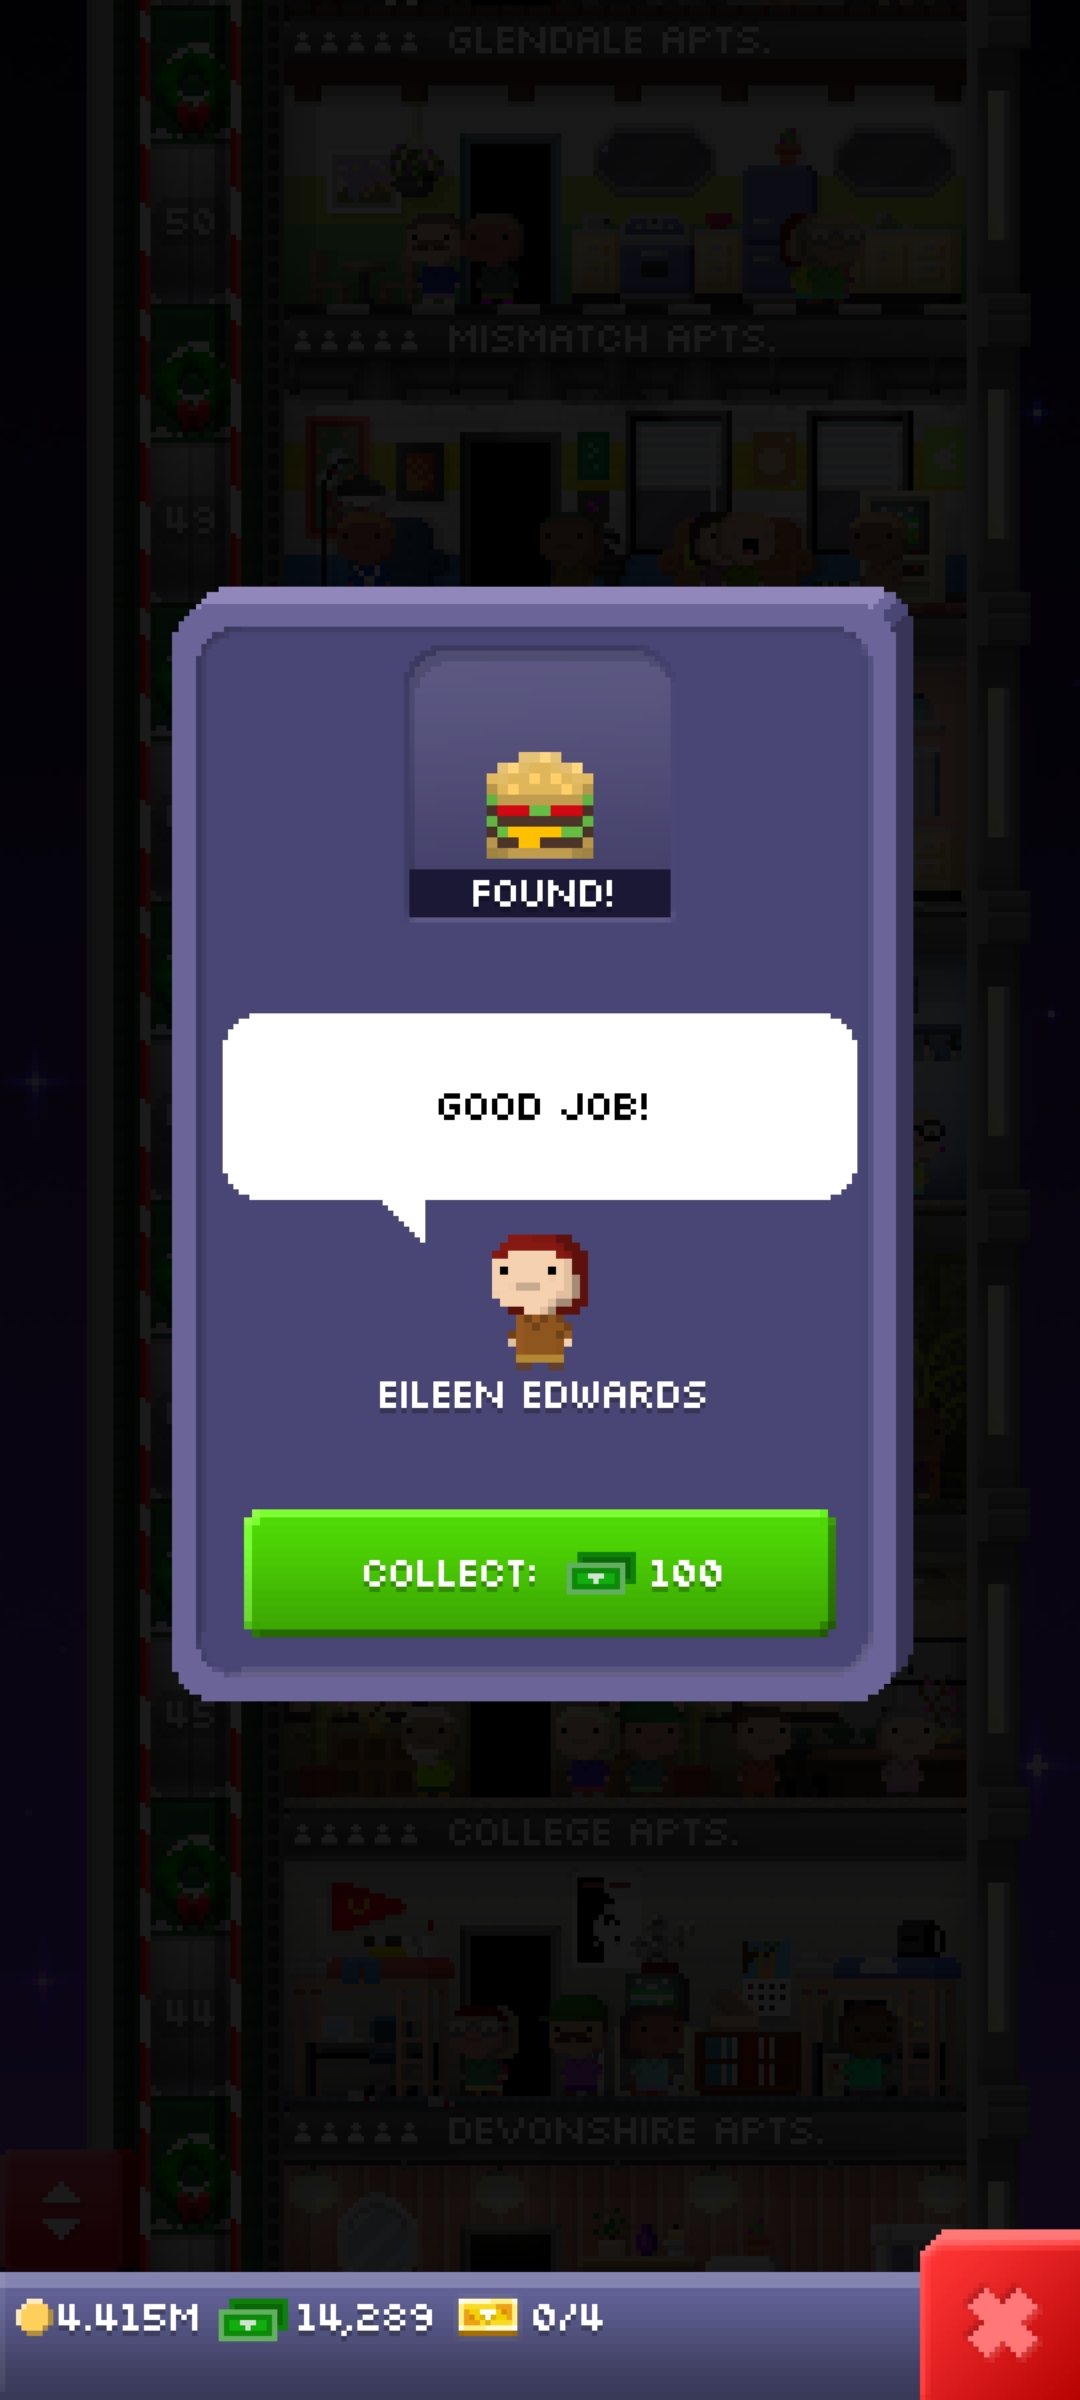 GLENDALE APTS.
50
MISMATCH APTS.
49
FOUND!
GOOD JOB!
EILEEN EDWARDS
COLLECT: 100
45
COLLEGE APTS.
44
DEVONSHIRE APTS.
4.415M 14,289 0/4